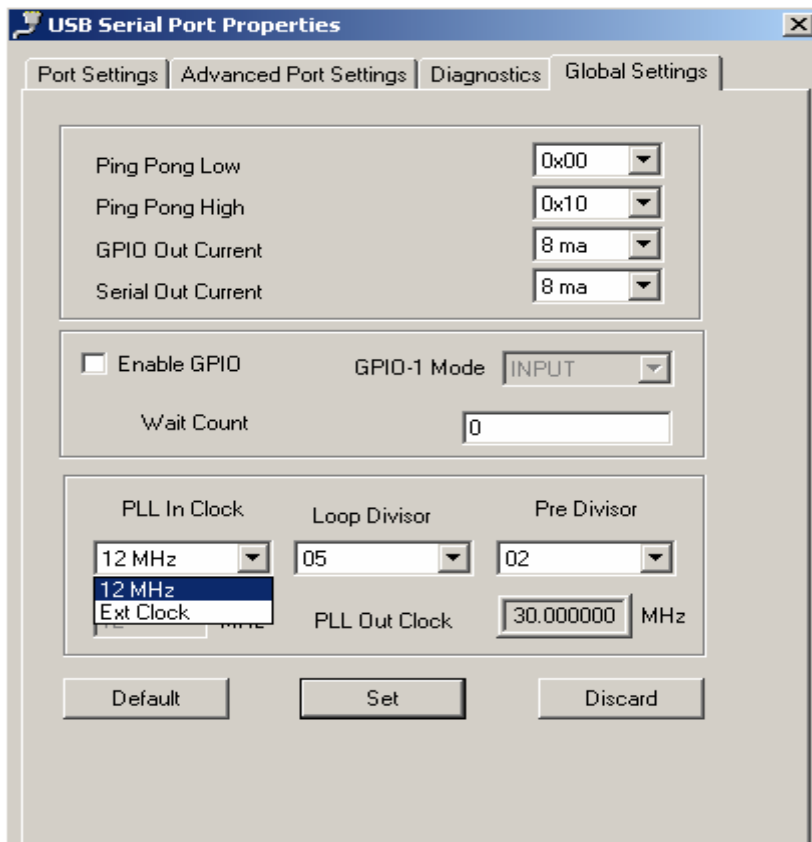 USB Serial Port Properties
Port Settings Advanced Port Settings Diagnostics Global Settings
Ping Pong Low 0x00
Ping Pong High 0x10
GPIO Out Current 8 ma
Serial Out Current 8 ma
Enable GPIO GPIO-1 Mode INPUT
Wait Count 0
PLL In Clock Loop Divisor Pre Divisor
12 MHz 05 02
12 MHz
Ext Clock
PLL Out Clock 30.000000 MHz
Default Set Discard